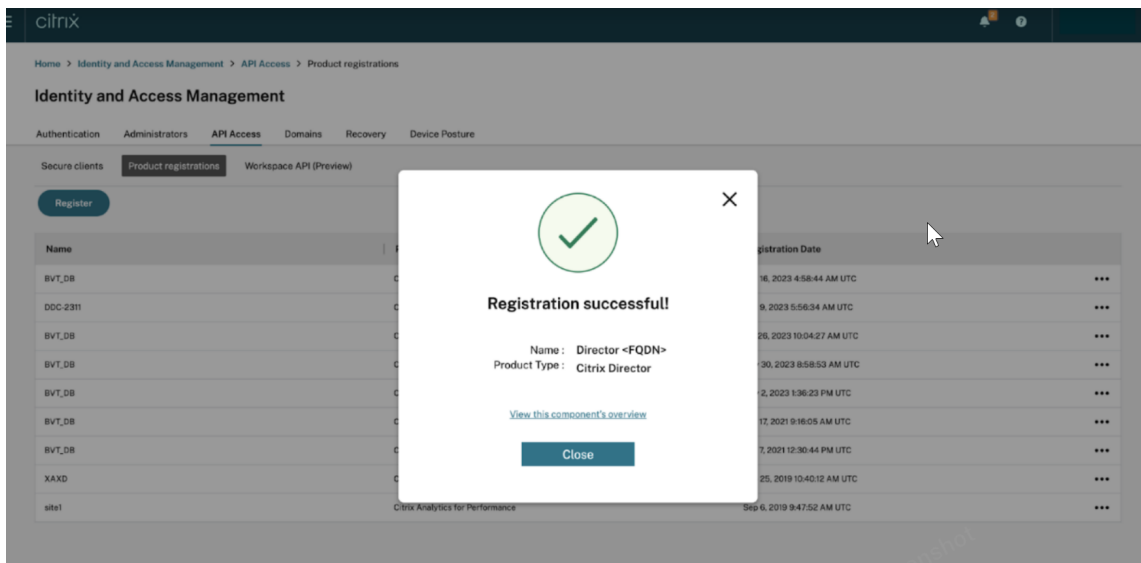 citrix
Home > Identity and Access Management > API Access > Product registrations
Identity and Access Management
Authentication Administrators API Access Domains Recovery Device Posture
Secure clients Product registrations Workspace API (Preview)
Register
Name gistration Date
BVT_DB 16, 2023 4:58:44 AM UTC
DDC-2311 9, 2023 5:56:34 AM UTC
BVT_DB 26, 2023 10:04:27 AM UTC
BVT_DB 30, 2023 8:58:53 AM UTC
BVT_DB 2, 2023 1:36:23 PM UTC
BVT_DB 17, 2021 9:16:05 AM UTC
BVT_DB 7, 2021 12:30:44 PM UTC
XAXD 25, 2019 10:40:12 AM UTC
site1 Citrix Analytics for Performance Sep 6, 2019 9:47:52 AM UTC
Registration successful!
Name : Director <FQDN>
Product Type : Citrix Director
View this component's overview
Close